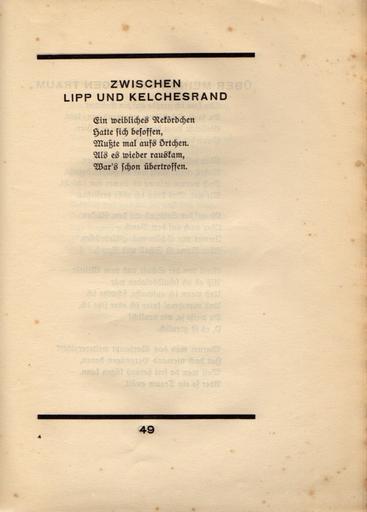 ZWISCHEN
LIPP UND KELCHESRAND
Ein weibliches Rekördchen
Hatte sich besoffen,
Mußte mal aufs Örtchen.
Als es wieder rauskam,
War's schon übertroffen.
49
4